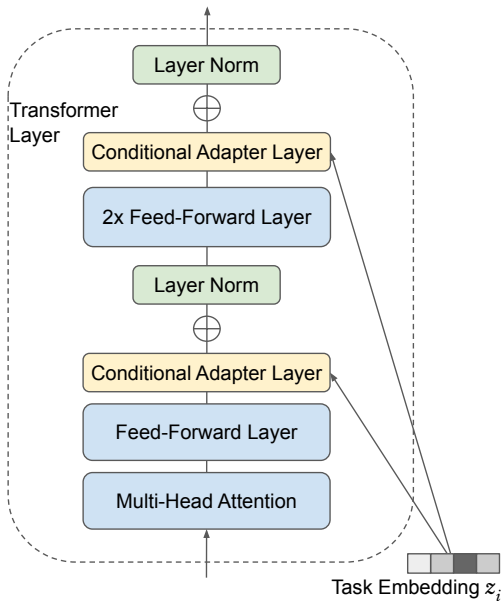 Layer Norm
Transformer
Layer
Conditional Adapter Layer
2x Feed-Forward Layer
Layer Norm
Conditional Adapter Layer
Feed-Forward Layer
Multi-Head Attention
Task Embedding z_i